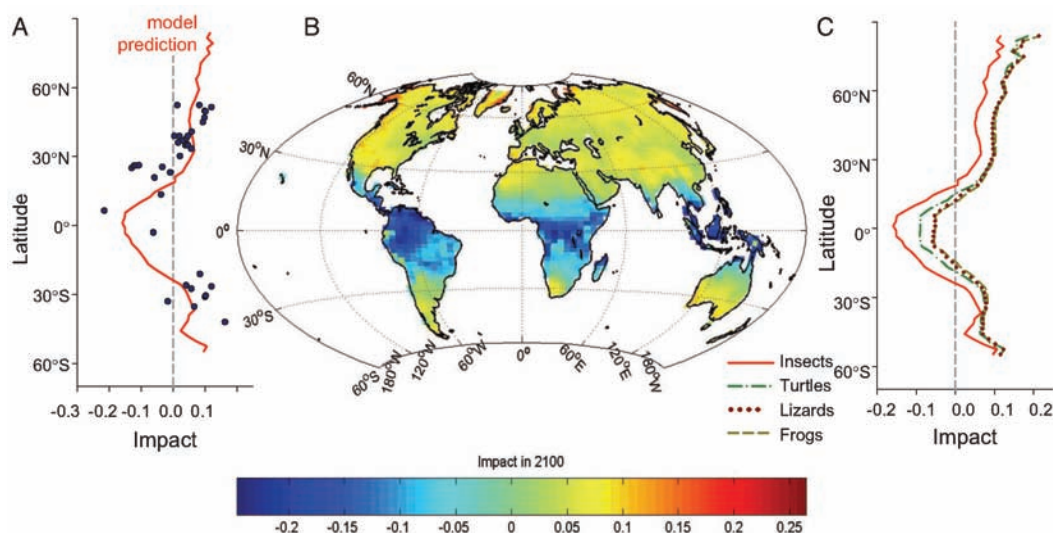 A
model
prediction
60°N
30°N
0°
30°S
60°S
Latitude
-0.3
-0.2
-0.1
0.0
0.1
Impact
B
60°N
30°N
0°
30°S
60°S
180°W
120°W
60°W
0°
60°E
120°E
160°W
C
60°N
30°N
0°
30°S
60°S
Latitude
-0.2
-0.1
0.0
0.1
0.2
Impact
Insects
Turtles
Lizards
Frogs
Impact in 2100
-0.2
-0.15
-0.1
-0.05
0
0.05
0.1
0.15
0.2
0.25